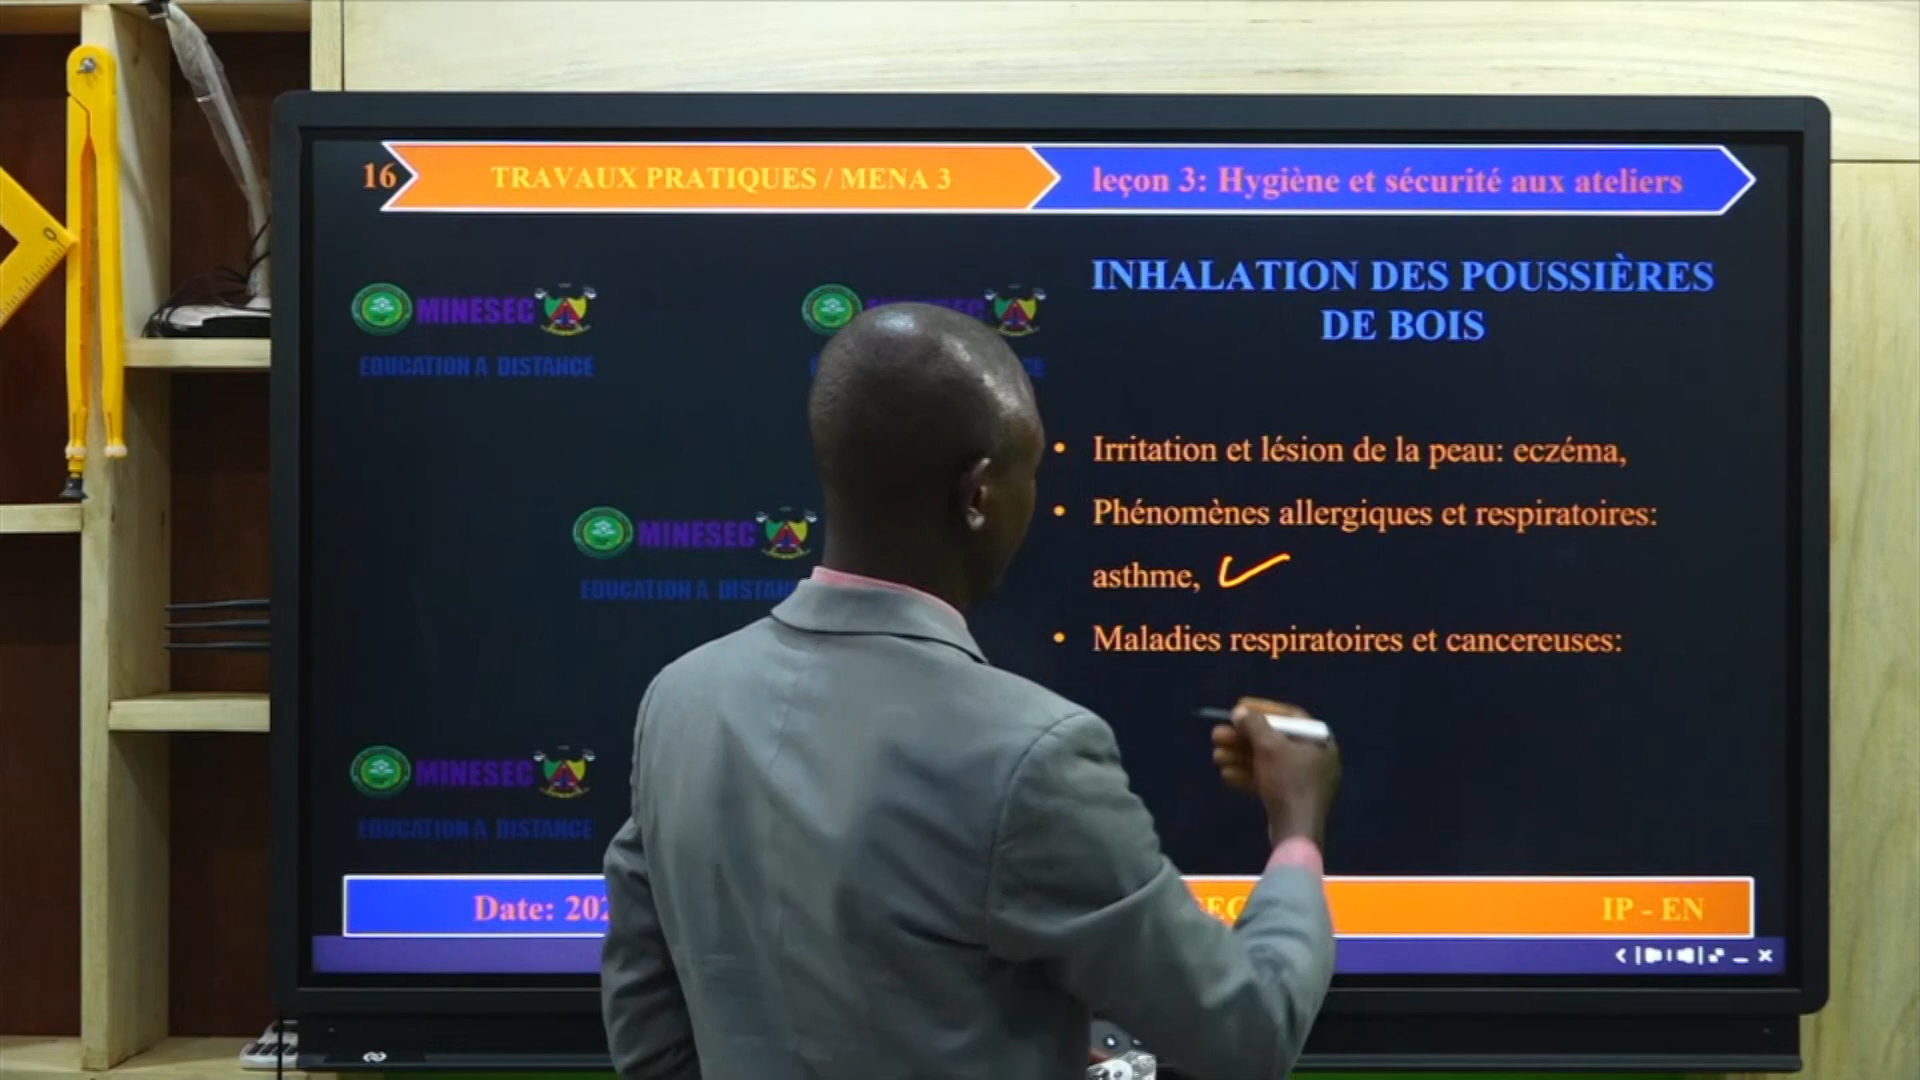 16
TRAVAUX PRATIQUES / MENA 3
leçon 3: Hygiène et sécurité aux ateliers
INHALATION DES POUSSIÈRES
DE BOIS
MINESEC
EDUCATION A DISTANCE
MINESEC
EDUCATION A
MINESEC
EDUCATION A DISTANCE
• Irritation et lésion de la peau: eczéma,
• Phénomènes allergiques et respiratoires:
asthme,
• Maladies respiratoires et cancereuses:
Date:
IP - EN